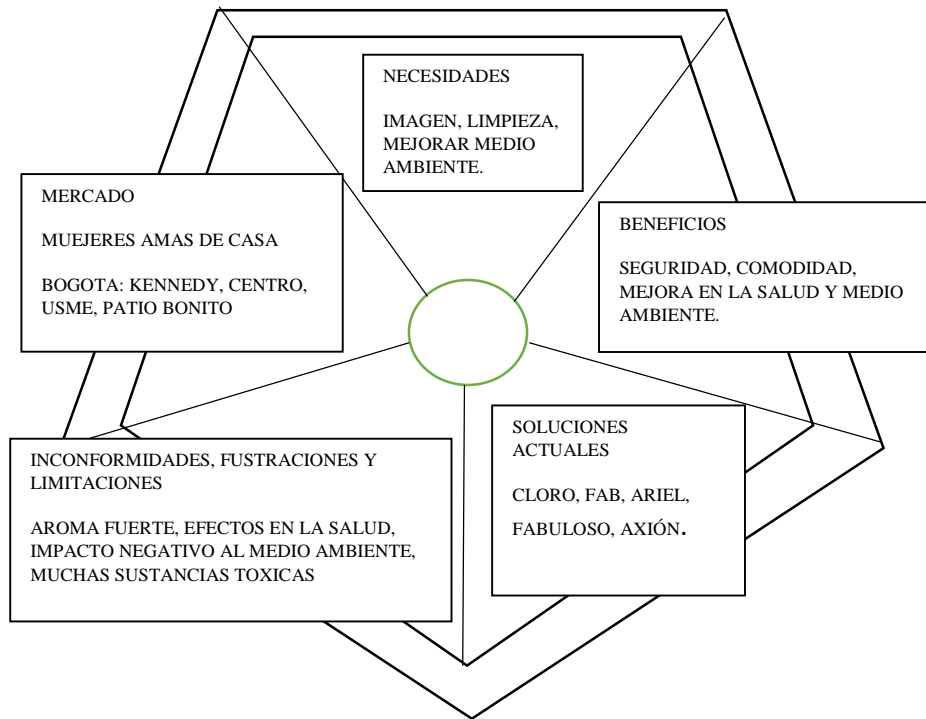 NECESIDADES
IMAGEN, LIMPIEZA,
MEJORAR MEDIO
AMBIENTE.
MERCADO
MUEJERES AMAS DE CASA
BOGOTA: KENNEDY, CENTRO,
USME, PATIO BONITO
BENEFICIOS
SEGURIDAD, COMODIDAD,
MEJORA EN LA SALUD Y MEDIO
AMBIENTE.
INCONFORMIDADES, FUSTRACIONES Y
LIMITACIONES
AROMA FUERTE, EFECTOS EN LA SALUD,
IMPACTO NEGATIVO AL MEDIO AMBIENTE,
MUCHAS SUSTANCIAS TOXICAS
SOLUCIONES
ACTUALES
CLORO, FAB, ARIEL,
FABULOSO, AXIÓN.